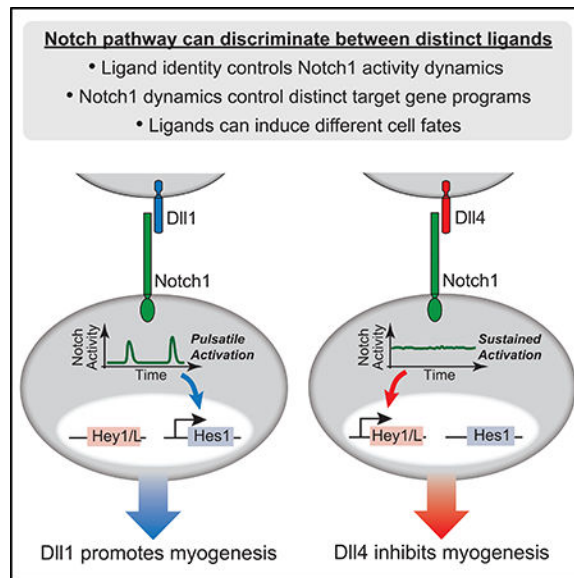 Notch pathway can discriminate between distinct ligands
• Ligand identity controls Notch1 activity dynamics
• Notch1 dynamics control distinct target gene programs
• Ligands can induce different cell fates
Dll1
Notch1
Notch
Activity
Pulsatile
Activation
Time
Hey1/L
Hes1
Dll1 promotes myogenesis
Dll4
Notch1
Notch
Activity
Sustained
Activation
Time
Hey1/L
Hes1
Dll4 inhibits myogenesis